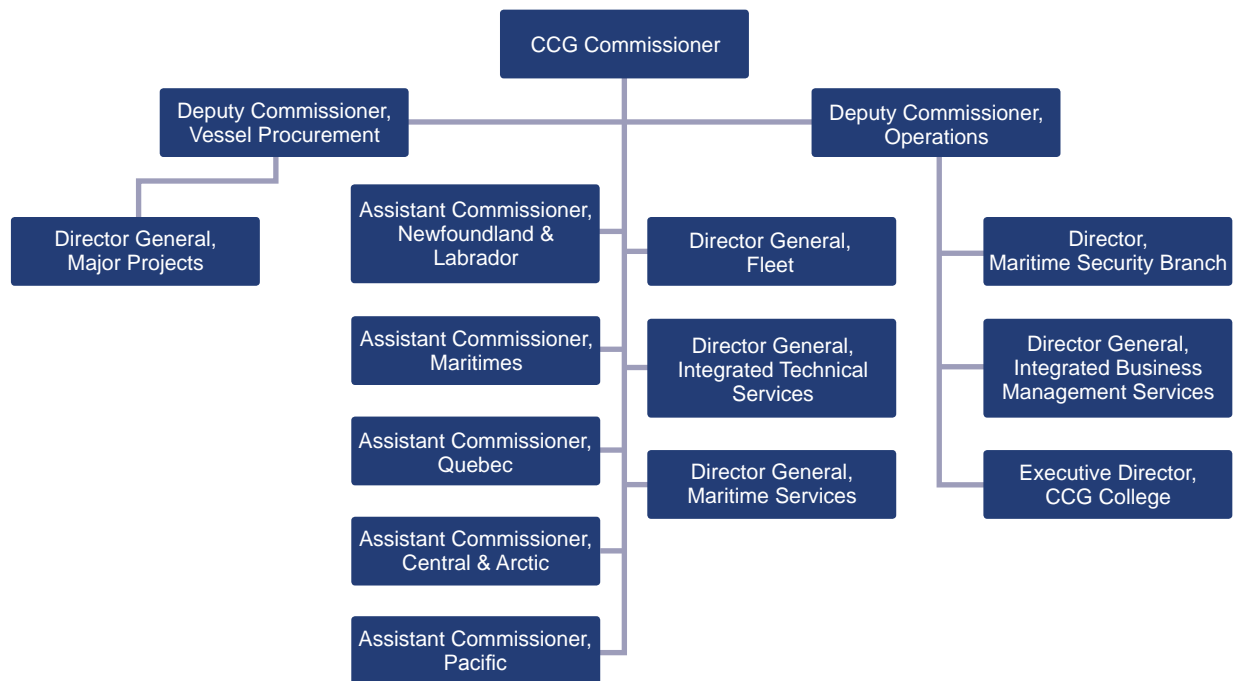 CCG Commissioner
Deputy Commissioner,
Vessel Procurement
Deputy Commissioner,
Operations
Director General,
Major Projects
Assistant Commissioner,
Newfoundland &
Labrador
Director General,
Fleet
Director,
Maritime Security Branch
Assistant Commissioner,
Maritimes
Director General,
Integrated Technical
Services
Director General,
Integrated Business
Management Services
Assistant Commissioner,
Quebec
Director General,
Maritime Services
Executive Director,
CCG College
Assistant Commissioner,
Central & Arctic
Assistant Commissioner,
Pacific